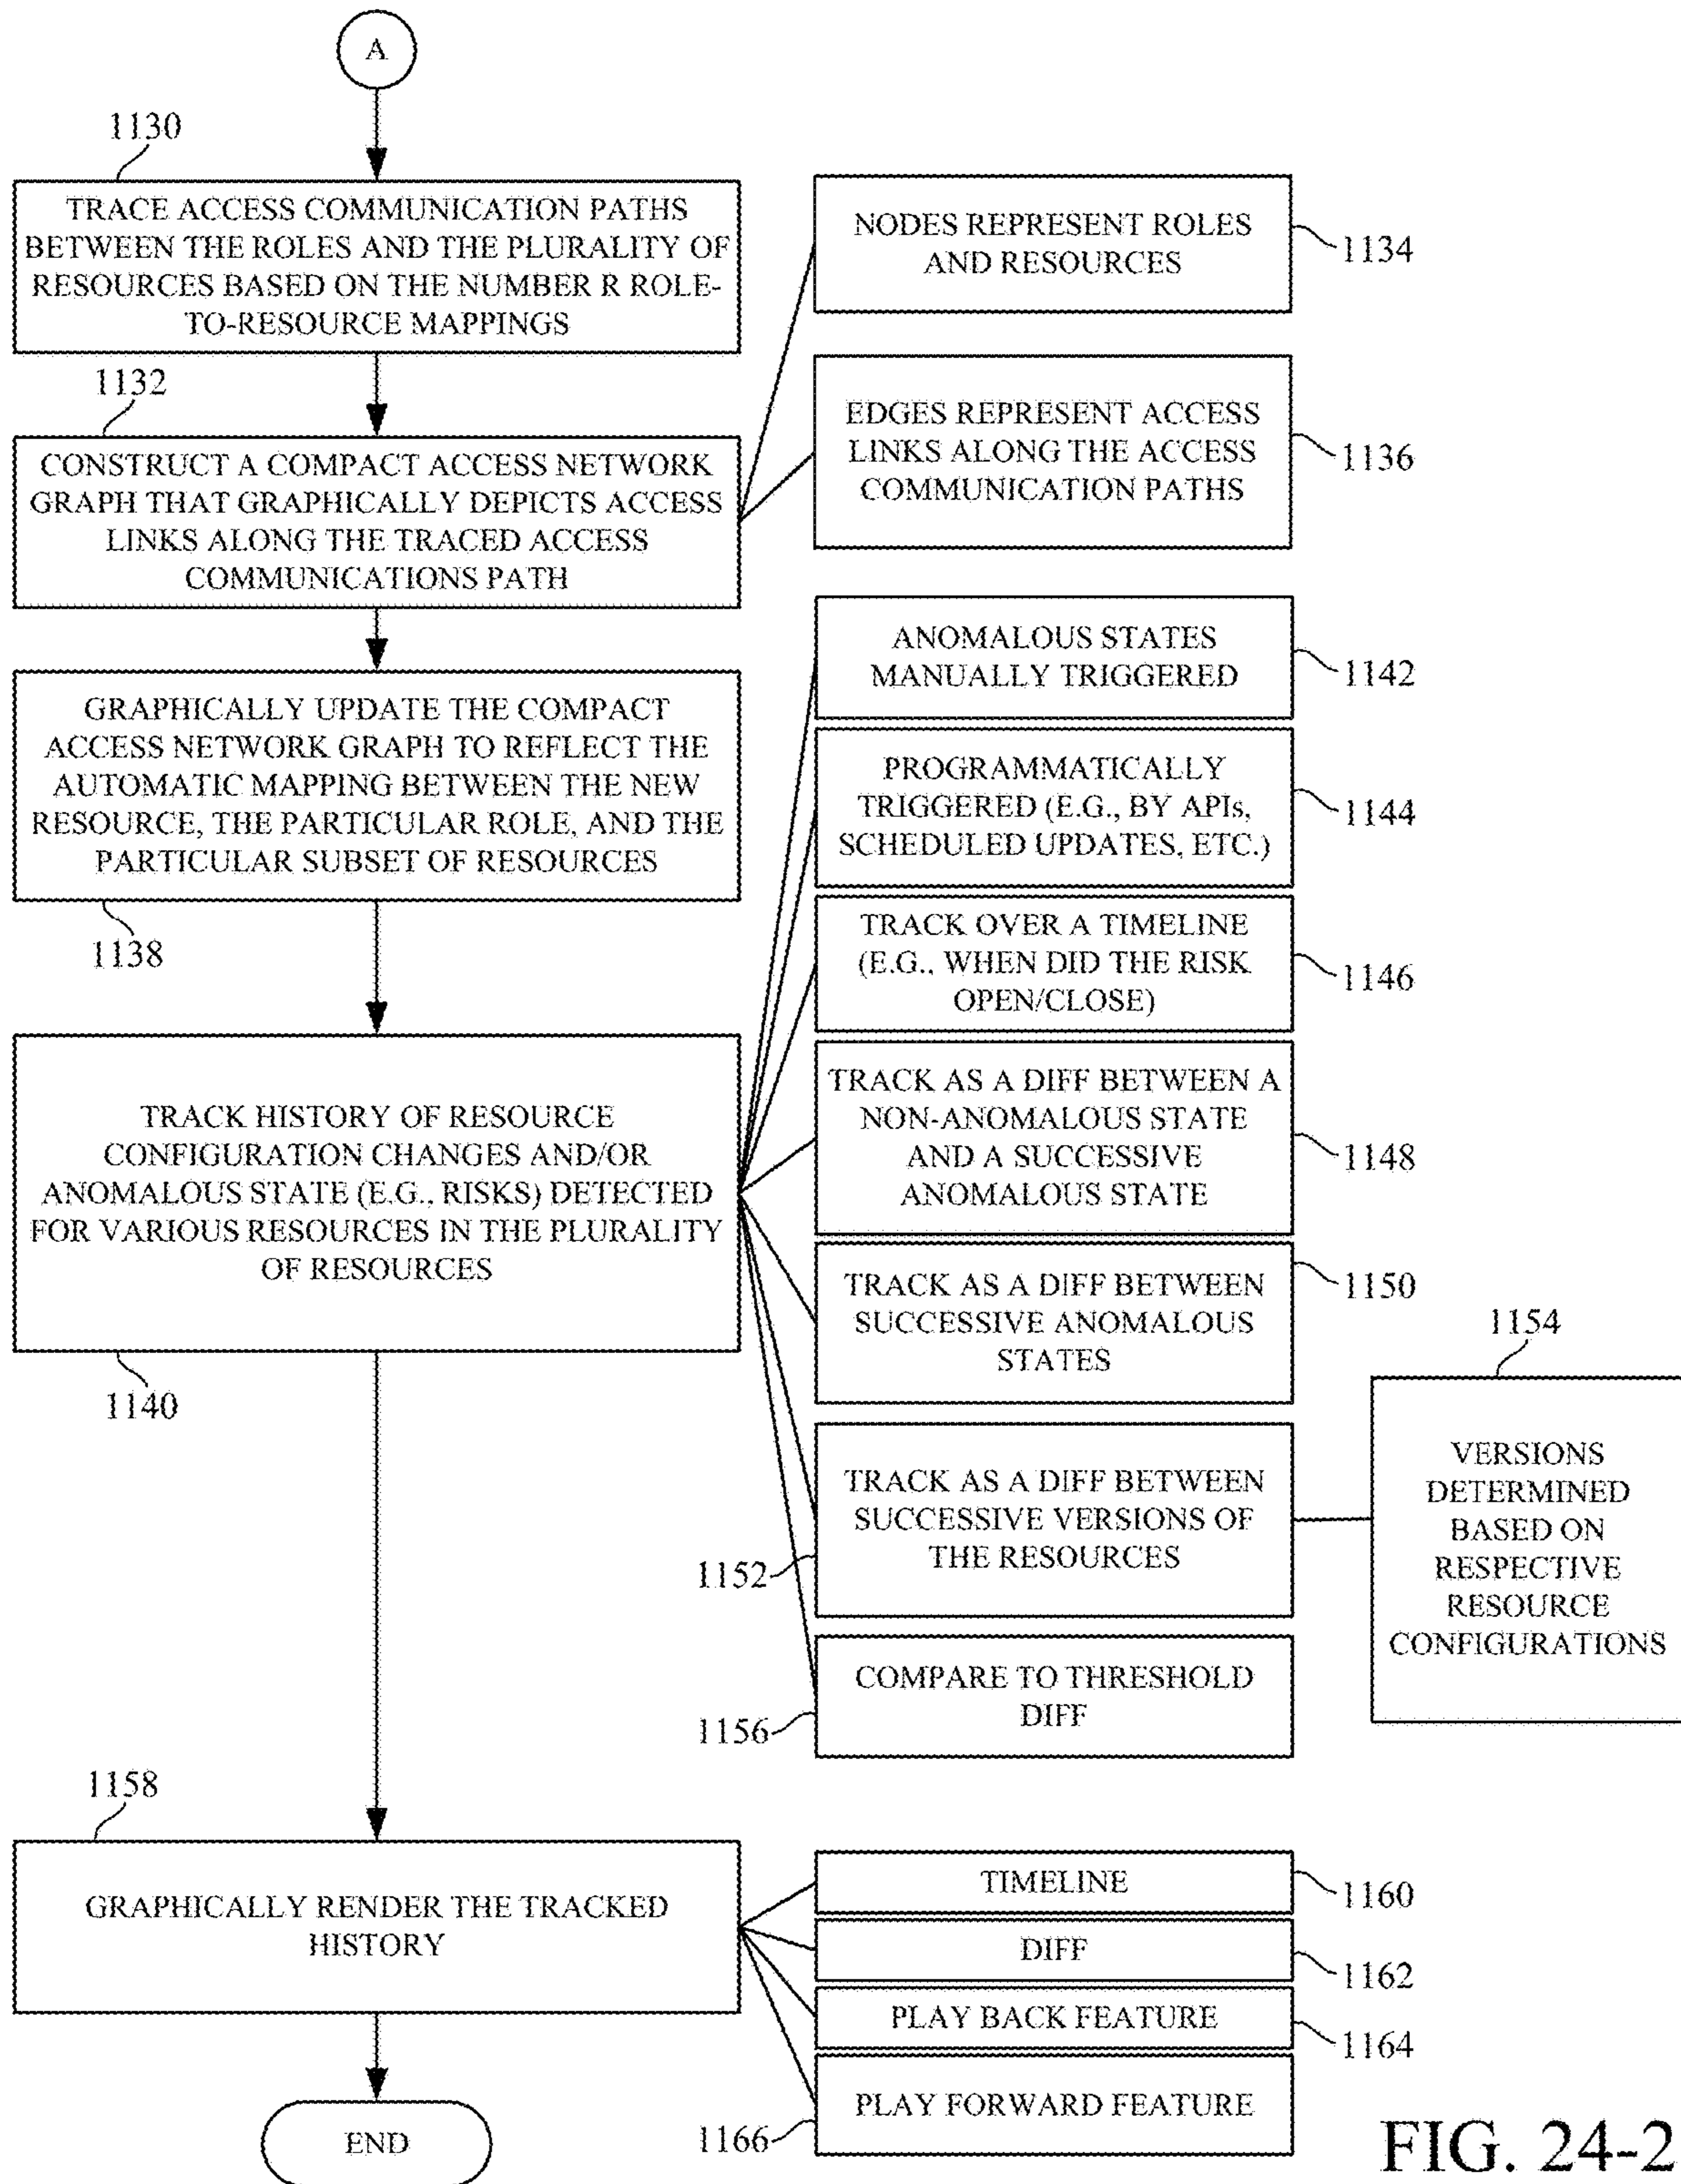 A
1130
TRACE ACCESS COMMUNICATION PATHS
BETWEEN THE ROLES AND THE PLURALITY OF
RESOURCES BASED ON THE NUMBER R ROLE-
TO-RESOURCE MAPPINGS
NODES REPRESENT ROLES
AND RESOURCES
1134
1132
CONSTRUCT A COMPACT ACCESS NETWORK
GRAPH THAT GRAPHICALLY DEPICTS ACCESS
LINKS ALONG THE TRACED ACCESS
COMMUNICATIONS PATH
EDGES REPRESENT ACCESS
LINKS ALONG THE ACCESS
COMMUNICATION PATHS
1136
GRAPHICALLY UPDATE THE COMPACT
ACCESS NETWORK GRAPH TO REFLECT THE
AUTOMATIC MAPPING BETWEEN THE NEW
RESOURCE, THE PARTICULAR ROLE, AND THE
PARTICULAR SUBSET OF RESOURCES
1138
TRACK HISTORY OF RESOURCE
CONFIGURATION CHANGES AND/OR
ANOMALOUS STATE (E.G., RISKS) DETECTED
FOR VARIOUS RESOURCES IN THE PLURALITY
OF RESOURCES
1140
ANOMALOUS STATES
MANUALLY TRIGGERED
1142
PROGRAMMATICALLY
TRIGGERED (E.G., BY APIs,
SCHEDULED UPDATES, ETC.)
1144
TRACK OVER A TIMELINE
(E.G., WHEN DID THE RISK
OPEN/CLOSE)
1146
TRACK AS A DIFF BETWEEN A
NON-ANOMALOUS STATE
AND A SUCCESSIVE
ANOMALOUS STATE
1148
TRACK AS A DIFF BETWEEN
SUCCESSIVE ANOMALOUS
STATES
1150
TRACK AS A DIFF BETWEEN
SUCCESSIVE VERSIONS OF
THE RESOURCES
1152
1154
VERSIONS
DETERMINED
BASED ON
RESPECTIVE
RESOURCE
CONFIGURATIONS
COMPARE TO THRESHOLD
DIFF
1156
1158
GRAPHICALLY RENDER THE TRACKED
HISTORY
TIMELINE
1160
DIFF
1162
PLAY BACK FEATURE
1164
PLAY FORWARD FEATURE
1166
END
FIG. 24-2